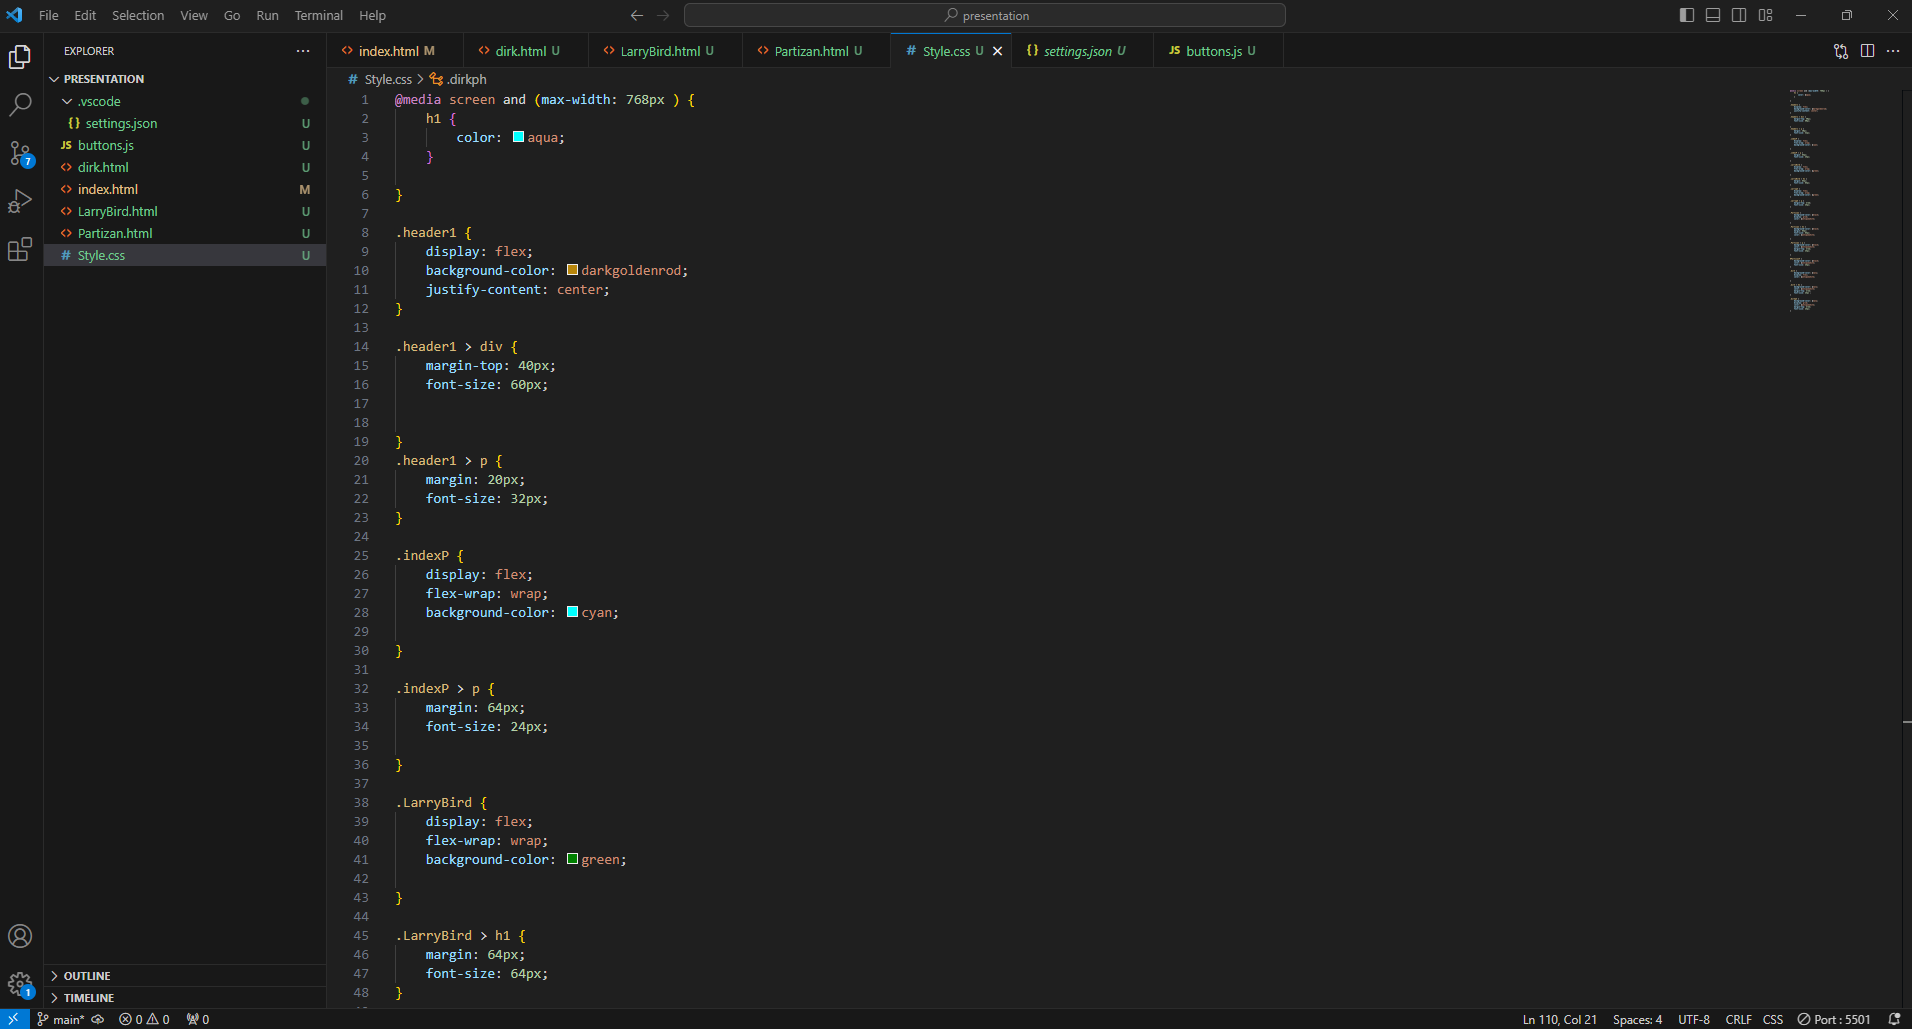 File Edit Selection View Go Run Terminal Help
presentation
EXPLORER
PRESENTATION
.vscode
{} settings.json U
JS buttons.js U
<> dirk.html U
<> index.html M
<> LarryBird.html U
<> Partizan.html U
# Style.css U
7
<> index.html M
<> dirk.html U
<> LarryBird.html U
<> Partizan.html U
# Style.css U
{} settings.json U
JS buttons.js U
# Style.css > .dirkph
1 @media screen and (max-width: 768px ) {
2 h1 {
3 color: aqua;
4 }
5
6 }
7
8 .header1 {
9 display: flex;
10 background-color: darkgoldenrod;
11 justify-content: center;
12 }
13
14 .header1 > div {
15 margin-top: 40px;
16 font-size: 60px;
17
18
19 }
20 .header1 > p {
21 margin: 20px;
22 font-size: 32px;
23 }
24
25 .indexP {
26 display: flex;
27 flex-wrap: wrap;
28 background-color: cyan;
29
30 }
31
32 .indexP > p {
33 margin: 64px;
34 font-size: 24px;
35
36 }
37
38 .LarryBird {
39 display: flex;
40 flex-wrap: wrap;
41 background-color: green;
42
43 }
44
45 .LarryBird > h1 {
46 margin: 64px;
47 font-size: 64px;
48 }
OUTLINE
TIMELINE
1
main* 0 0 0
Ln 110, Col 21 Spaces: 4 UTF-8 CRLF CSS Port : 5501